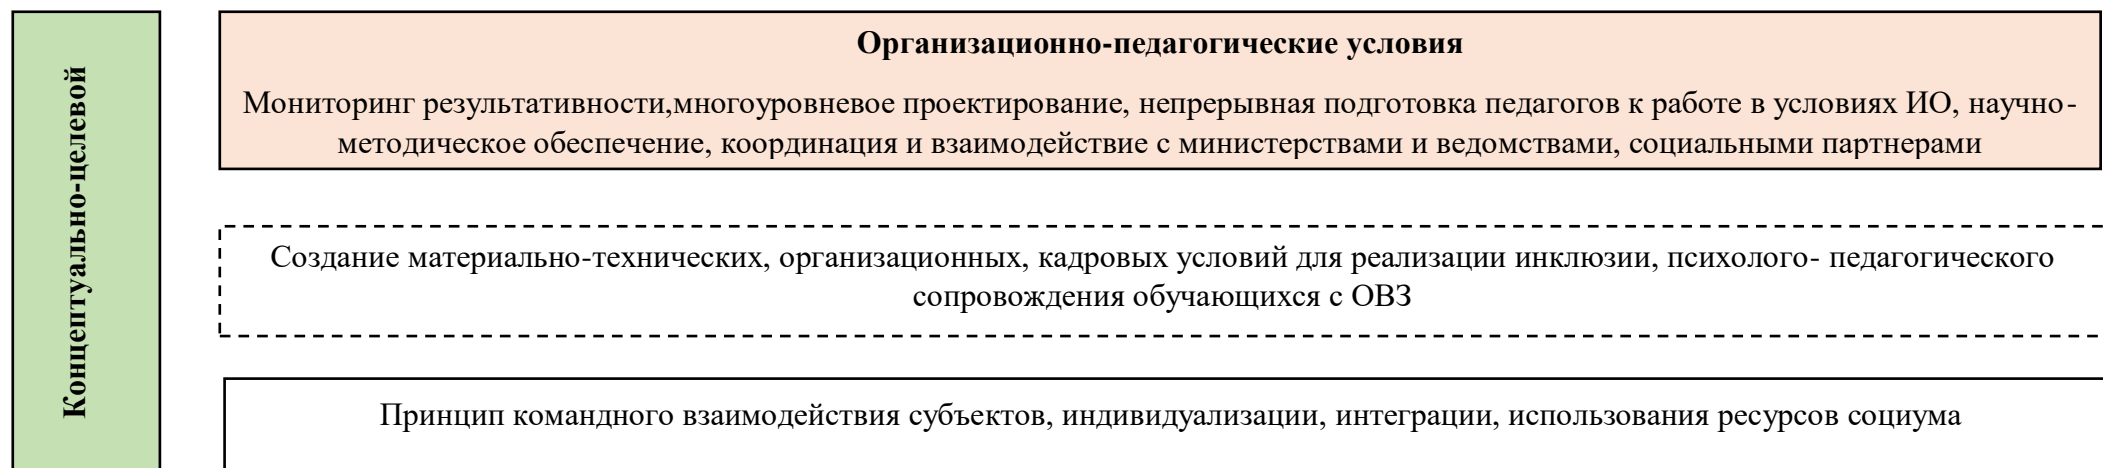 Концептуально-целевой
Организационно-педагогические условия
Мониторинг результативности,многоуровневое проектирование, непрерывная подготовка педагогов к работе в условиях ИО, научно-
методическое обеспечение, координация и взаимодействие с министерствами и ведомствами, социальными партнерами
Создание материально-технических, организационных, кадровых условий для реализации инклюзии, психолого- педагогического
сопровождения обучающихся с ОВЗ
Принцип командного взаимодействия субъектов, индивидуализации, интеграции, использования ресурсов социума